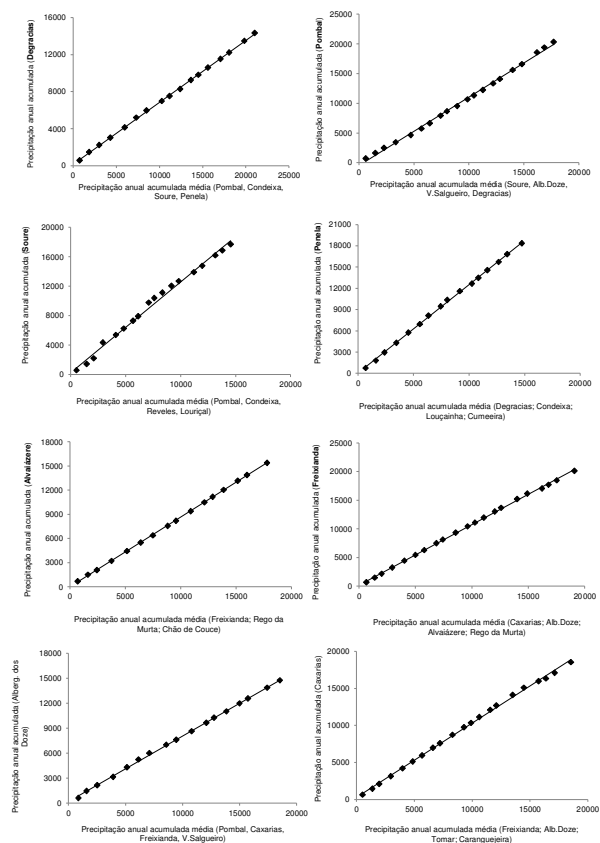 Precipitação anual acumulada (Degracias)
16000
12000
8000
4000
0
0 5000 10000 15000 20000 25000
Precipitação anual acumulada média (Pombal, Condeixa,
Soure, Penela)
Precipitação anual acumulada (Pombal)
25000
20000
15000
10000
5000
0
0 5000 10000 15000 20000
Precipitação anual acumulada média (Soure, Alb.Doze,
V.Salgueiro, Degracias)
Precipitação anual acumulada (Soure)
20000
16000
12000
8000
4000
0
0 5000 10000 15000 20000
Precipitação anual acumulada média (Pombal, Condeixa,
Reveles, Louriçal)
Precipitação anual acumulada (Penela)
21000
18000
15000
12000
9000
6000
3000
0
0 5000 10000 15000 20000
Precipitação anual acumulada média (Degracias; Condeixa;
Louçainha; Cumeeira)
Precipitação anual acumulada (Alvaiázere)
18000
15000
12000
9000
6000
3000
0
0 5000 10000 15000 20000
Precipitação anual acumulada média (Freixianda; Rego da
Murta; Chão de Couce)
Precipitação anual acumulada (Freixianda)
25000
20000
15000
10000
5000
0
0 5000 10000 15000 20000
Precipitação anual acumulada média (Caxarias; Alb.Doze;
Alvaiázere; Rego da Murta)
Precipitação anual acumulada (Alberg. dos
Doze)
18000
15000
12000
9000
6000
3000
0
0 5000 10000 15000 20000
Precipitação anual acumulada média (Pombal, Caxarias,
Freixianda, V.Salgueiro)
Precipitação anual acumulada (Caxarias)
20000
15000
10000
5000
0
0 5000 10000 15000 20000
Precipitação anual acumulada média (Freixianda; Alb.Doze;
Tomar; Caranguejeira)